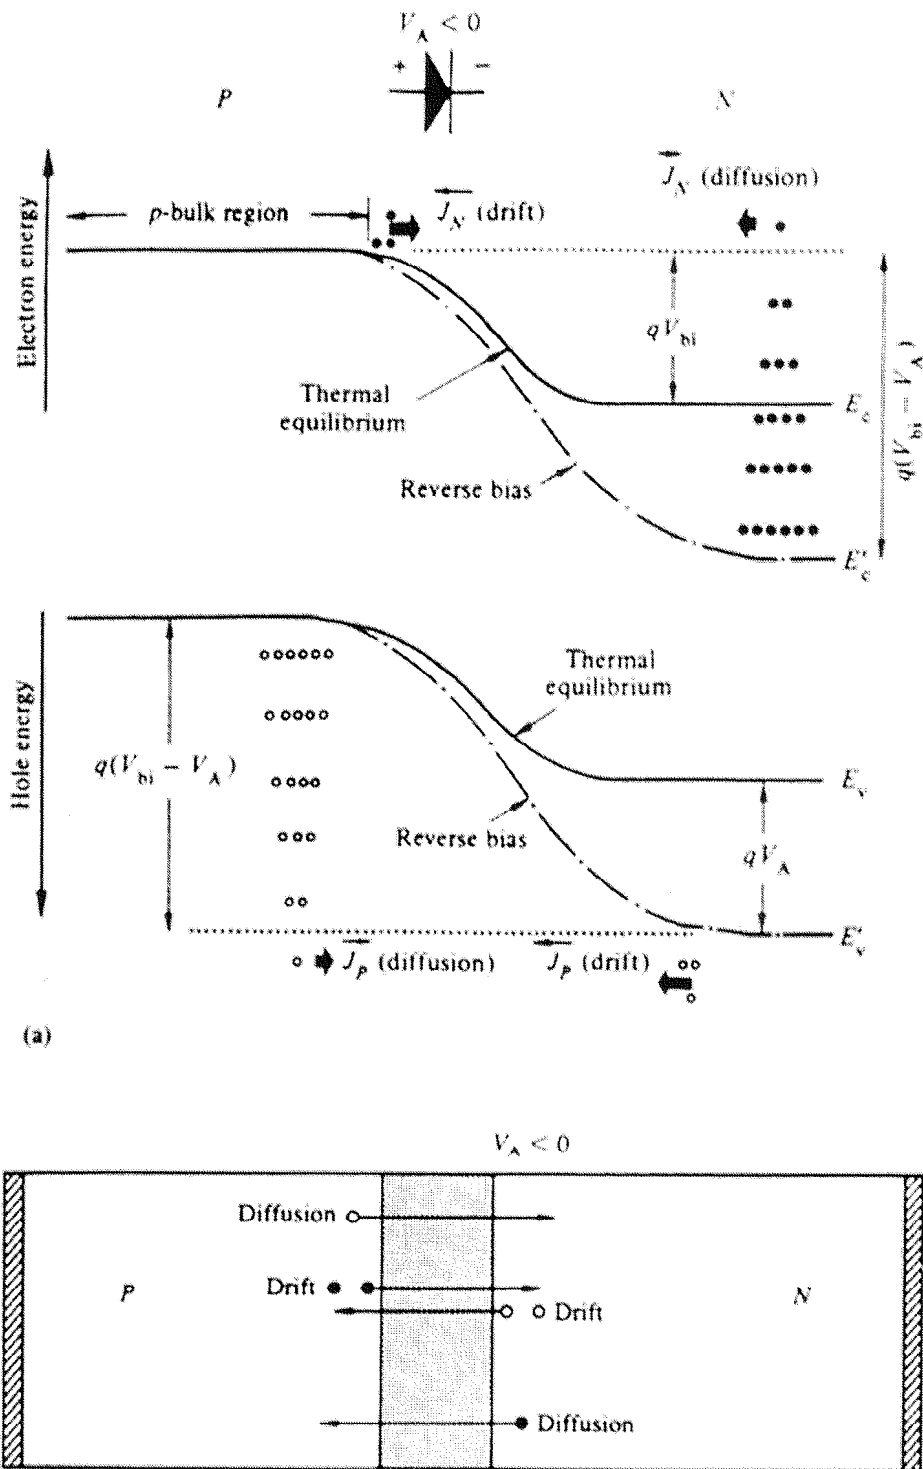 V_A < 0
+ −
P N
J_N (diffusion)
p-bulk region
J_N (drift)
Electron energy
qV_bi
q(V_bi − V_A)
Thermal
equilibrium
E_c
Reverse bias
E'_c
Thermal
equilibrium
Hole energy
q(V_bi − V_A)
E_v
Reverse bias
qV_A
E'_v
J_P (diffusion) J_P (drift)
(a)
V_A < 0
Diffusion
P Drift N
Drift
Diffusion